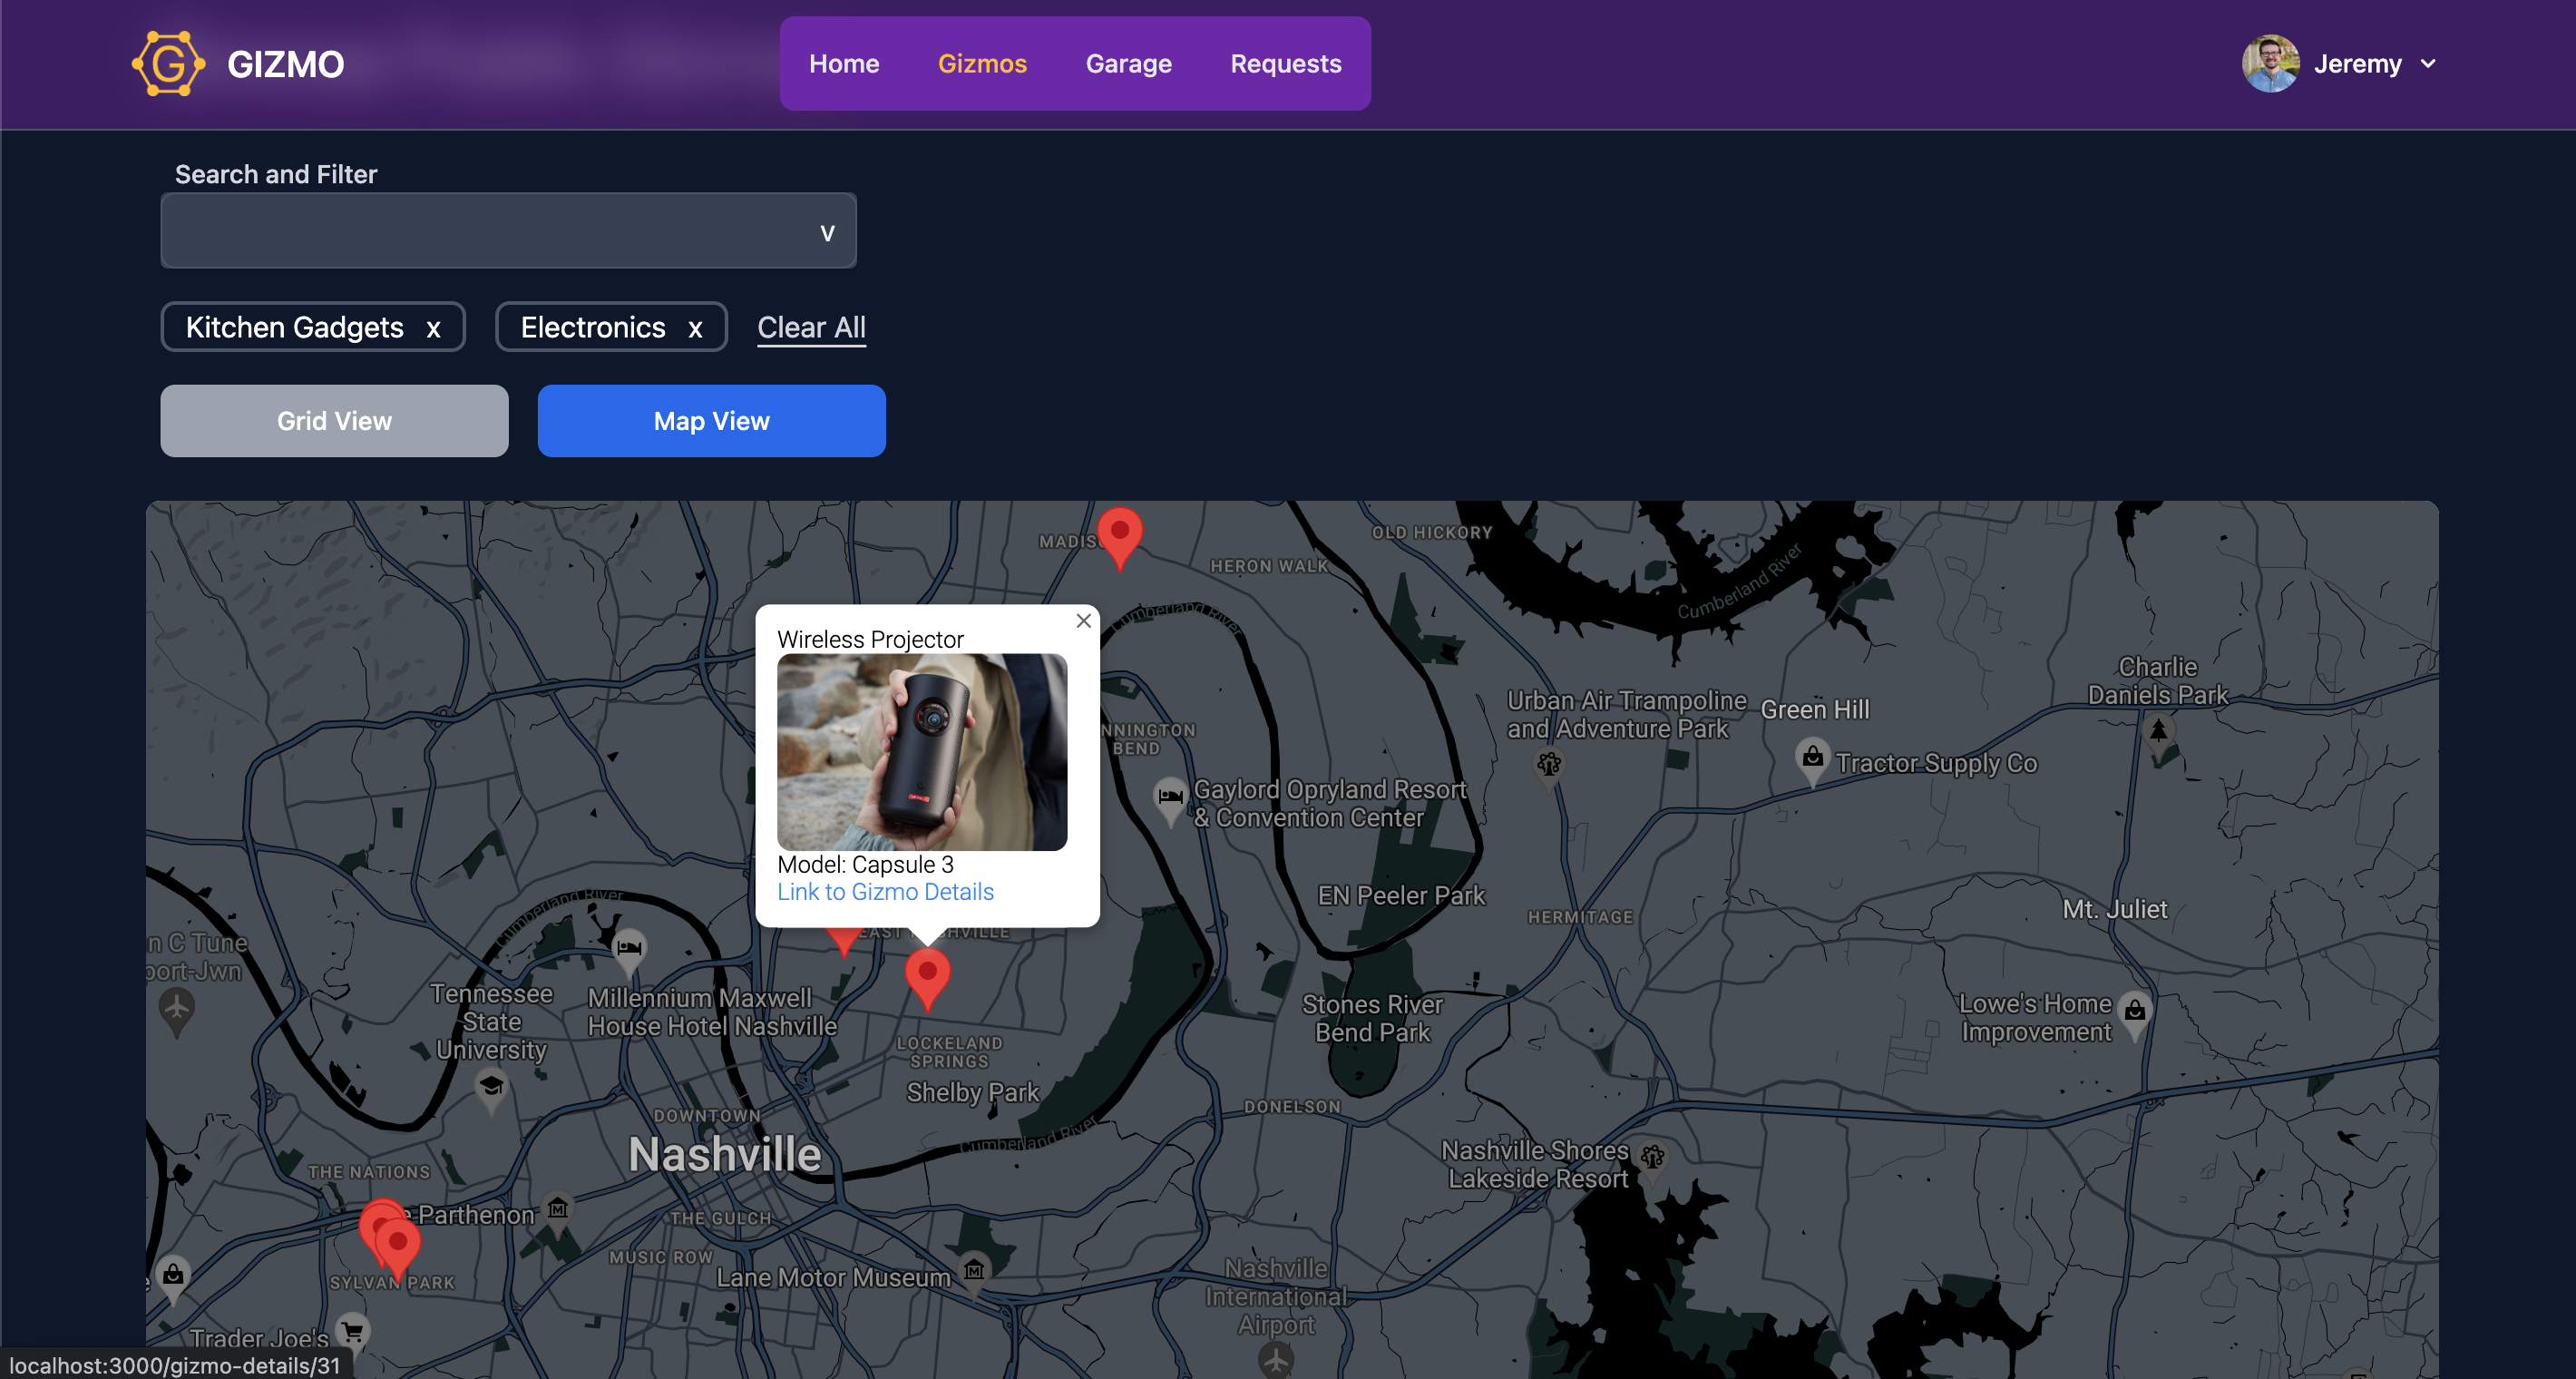 G GIZMO
Home Gizmos Garage Requests
Jeremy
Search and Filter
v
Kitchen Gadgets x
Electronics x
Clear All
Grid View
Map View
OLD HICKORY
HERON WALK
Cumberland River
Cumberland River
Wireless Projector
Model: Capsule 3
Link to Gizmo Details
Charlie
Daniels Park
Urban Air Trampoline
and Adventure Park
Green Hill
Tractor Supply Co
BEND
Gaylord Opryland Resort
& Convention Center
EN Peeler Park
HERMITAGE
Mt. Juliet
Cumberland River
n C Tune
port-Jwn
Tennessee
State
University
Millennium Maxwell
House Hotel Nashville
LOCKELAND
SPRINGS
Shelby Park
Stones River
Bend Park
Lowe's Home
Improvement
DOWNTOWN
Nashville
Cumberland River
DONELSON
Nashville Shores
Lakeside Resort
THE NATIONS
e Parthenon
THE GULCH
MUSIC ROW
SYLVAN PARK
Lane Motor Museum
Nashville
International
Airport
Trader Joe's
localhost:3000/gizmo-details/31